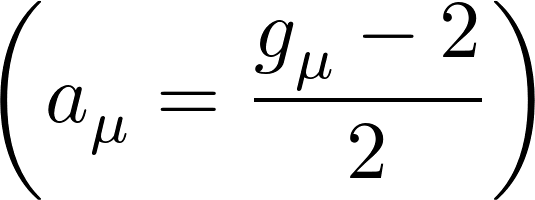 (a_μ = (g_μ − 2)/2)